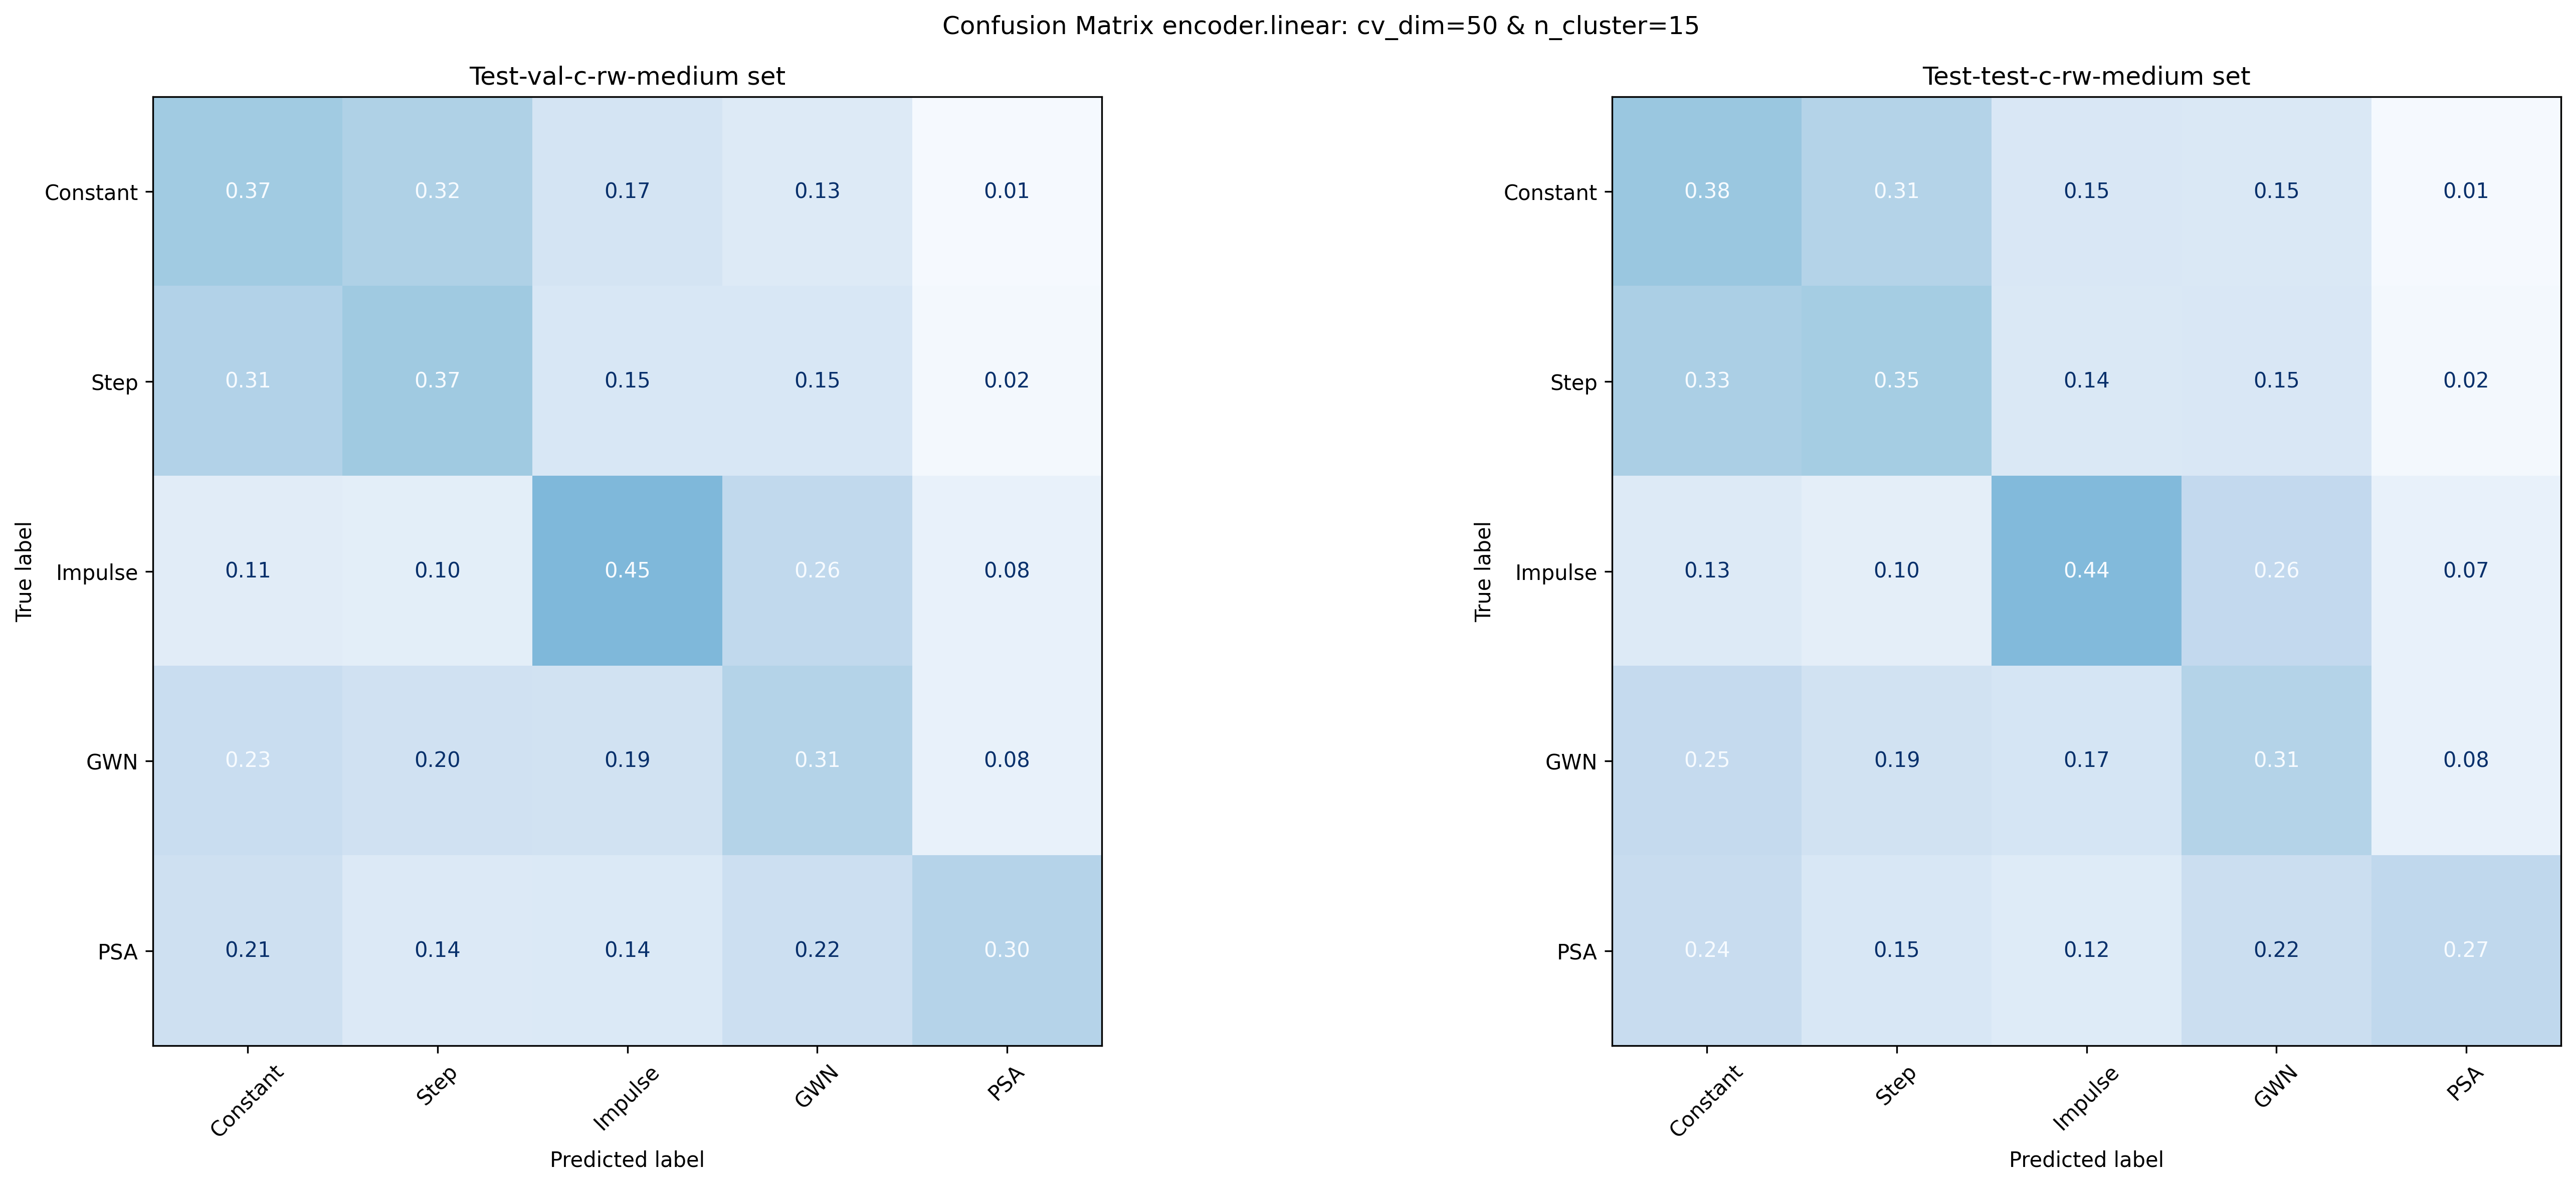 Confusion Matrix encoder.linear: cv_dim=50 & n_cluster=15
Test-val-c-rw-medium set
True label
Constant 0.37 0.32 0.17 0.13 0.01
Step 0.31 0.37 0.15 0.15 0.02
Impulse 0.11 0.10 0.45 0.26 0.08
GWN 0.23 0.20 0.19 0.31 0.08
PSA 0.21 0.14 0.14 0.22 0.30
Constant Step Impulse GWN PSA
Predicted label
Test-test-c-rw-medium set
True label
Constant 0.38 0.31 0.15 0.15 0.01
Step 0.33 0.35 0.14 0.15 0.02
Impulse 0.13 0.10 0.44 0.26 0.07
GWN 0.25 0.19 0.17 0.31 0.08
PSA 0.24 0.15 0.12 0.22 0.27
Constant Step Impulse GWN PSA
Predicted label